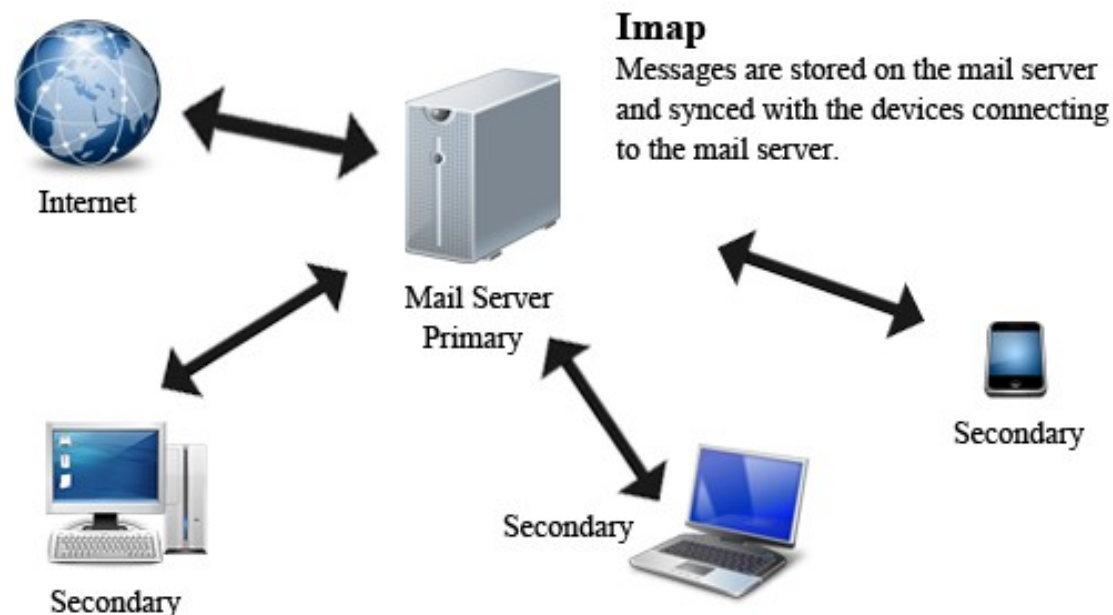 Imap
Messages are stored on the mail server
and synced with the devices connecting
to the mail server.
Internet
Mail Server
Primary
Secondary
Secondary
Secondary